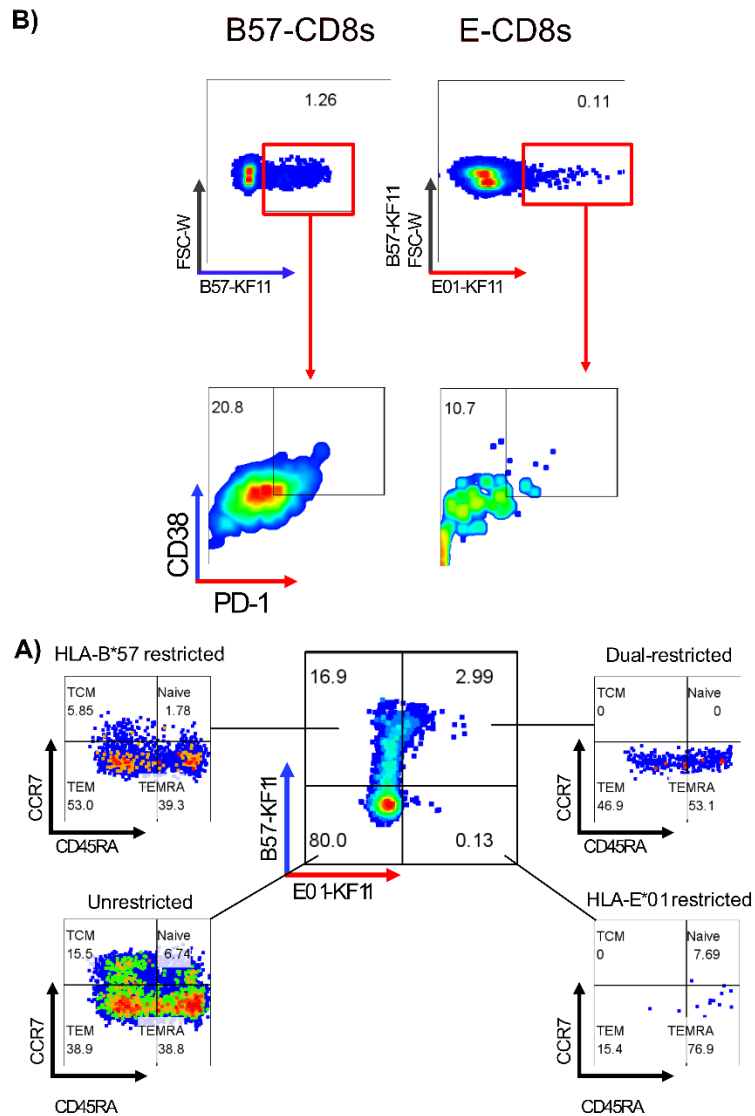 B)
B57-CD8s
E-CD8s
1.26
0.11
FSC-W
B57-KF11
B57-KF11
FSC-W
E01-KF11
20.8
10.7
CD38
PD-1
A)
HLA-B*57 restricted
Dual-restricted
TCM
5.85
Naive
1.78
TEM
53.0
TEMRA
39.3
CCR7
CD45RA
16.9
2.99
80.0
0.13
B57-KF11
E01-KF11
TCM
0
Naive
0
TEM
46.9
TEMRA
53.1
CCR7
CD45RA
Unrestricted
HLA-E*01 restricted
TCM
15.5
Naive
6.74
TEM
38.9
TEMRA
38.8
CCR7
CD45RA
TCM
0
Naive
7.69
TEM
15.4
TEMRA
76.9
CCR7
CD45RA